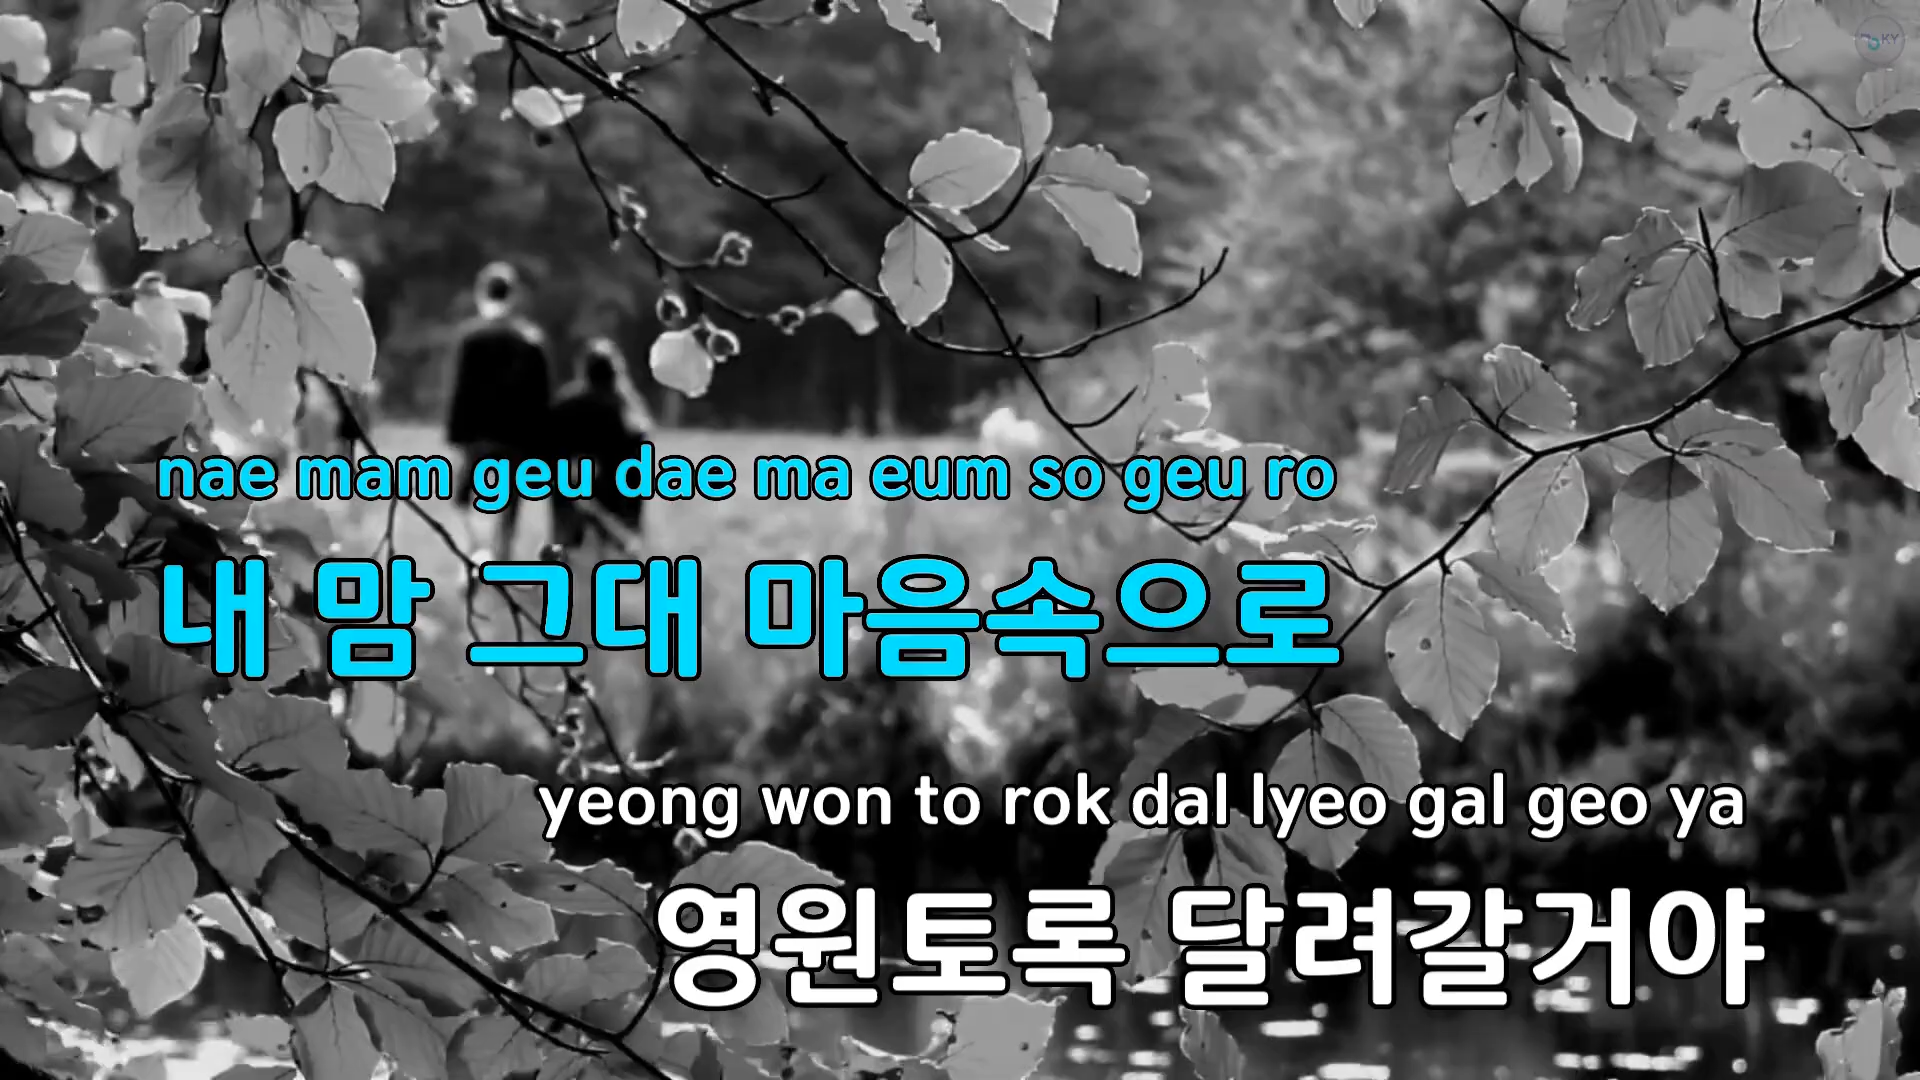 KY
nae mam geu dae ma eum so geu ro
내 맘 그대 마음속으로
yeong won to rok dal lyeo gal geo ya
영원토록 달려갈거야